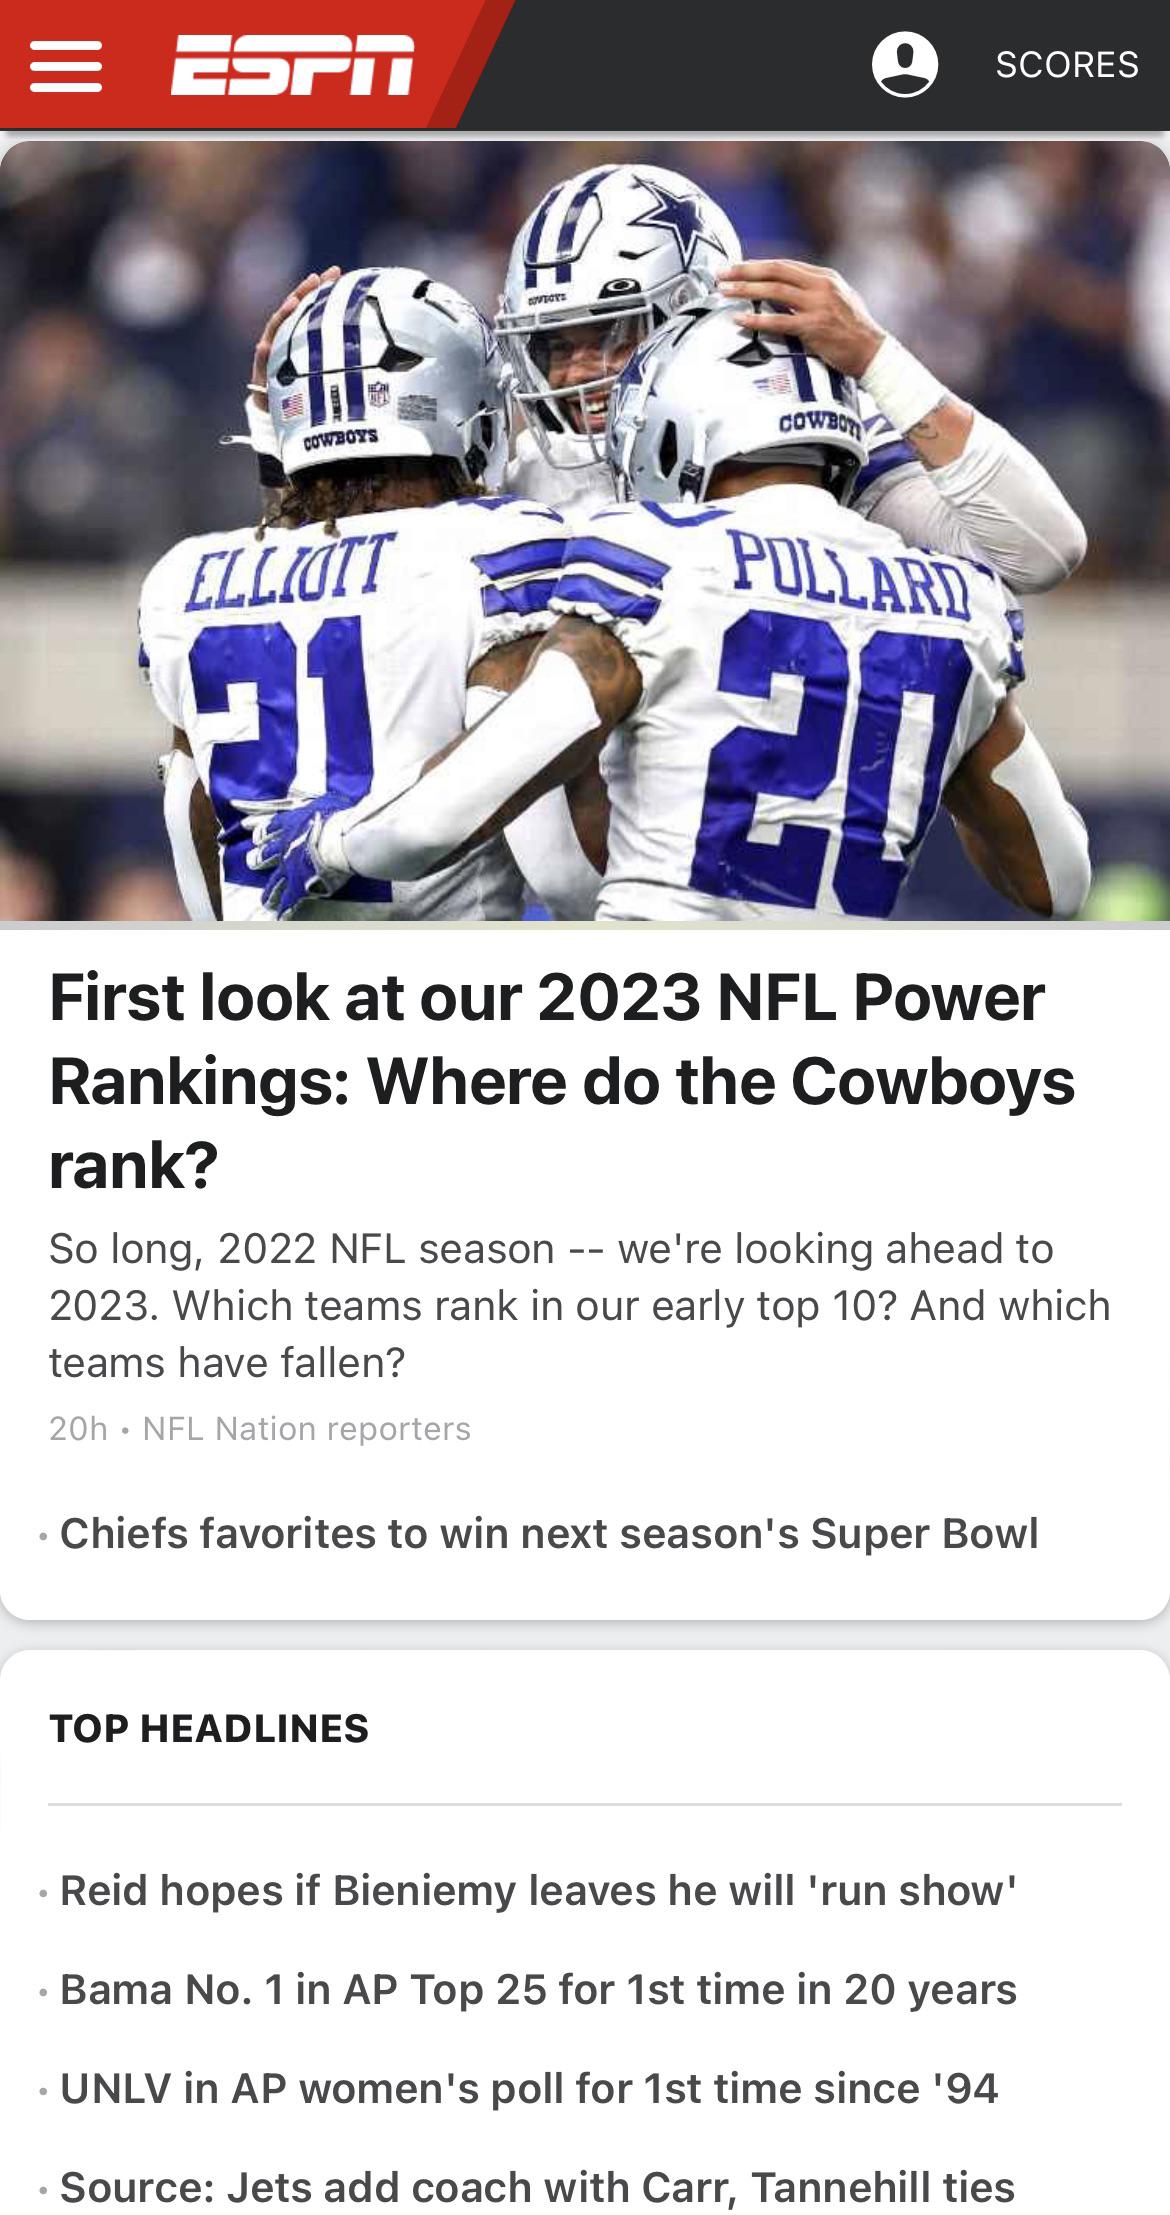 ESPN
SCORES
COWBOYS
NFL
COWBOYS
COWBOYS
ELLIOTT
POLLARD
21
20
First look at our 2023 NFL Power
Rankings: Where do the Cowboys
rank?
So long, 2022 NFL season -- we're looking ahead to
2023. Which teams rank in our early top 10? And which
teams have fallen?
20h • NFL Nation reporters
• Chiefs favorites to win next season's Super Bowl
TOP HEADLINES
• Reid hopes if Bieniemy leaves he will 'run show'
• Bama No. 1 in AP Top 25 for 1st time in 20 years
• UNLV in AP women's poll for 1st time since '94
• Source: Jets add coach with Carr, Tannehill ties